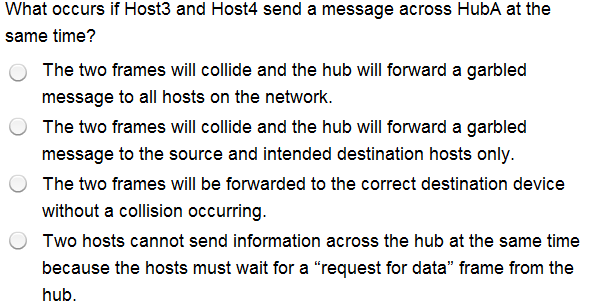 What occurs if Host3 and Host4 send a message across HubA at the
same time?
The two frames will collide and the hub will forward a garbled
message to all hosts on the network.
The two frames will collide and the hub will forward a garbled
message to the source and intended destination hosts only.
The two frames will be forwarded to the correct destination device
without a collision occurring.
Two hosts cannot send information across the hub at the same time
because the hosts must wait for a “request for data” frame from the
hub.